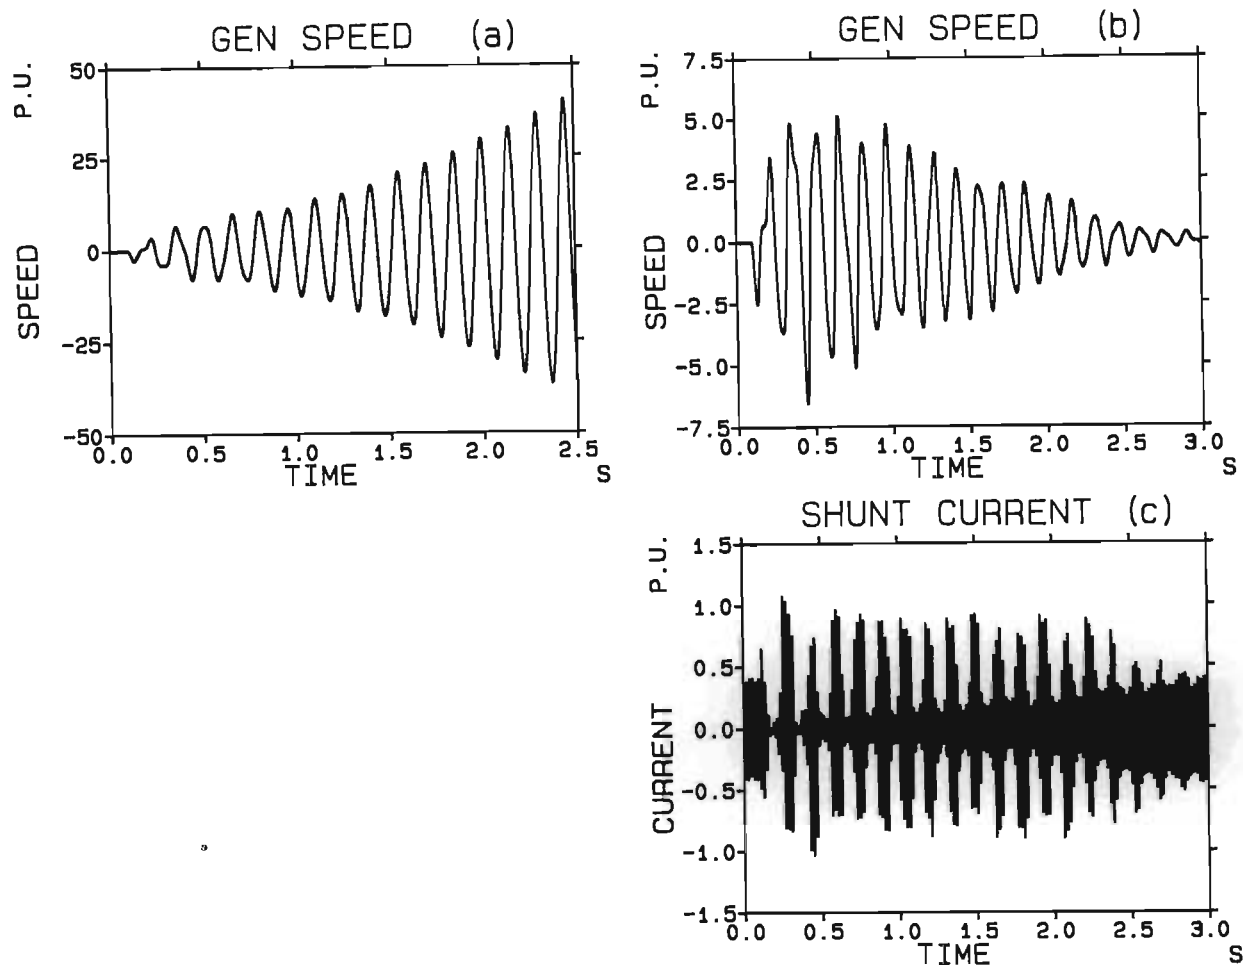 GEN SPEED (a)
P.U.
SPEED
50
25
0
-25
-50
0.0 0.5 1.0 1.5 2.0 2.5
TIME S
GEN SPEED (b)
P.U.
SPEED
7.5
5.0
2.5
0.0
-2.5
-5.0
-7.5
0.0 0.5 1.0 1.5 2.0 2.5 3.0
TIME S
SHUNT CURRENT (c)
P.U.
CURRENT
1.5
1.0
0.5
0.0
-0.5
-1.0
-1.5
0.0 0.5 1.0 1.5 2.0 2.5 3.0
TIME S